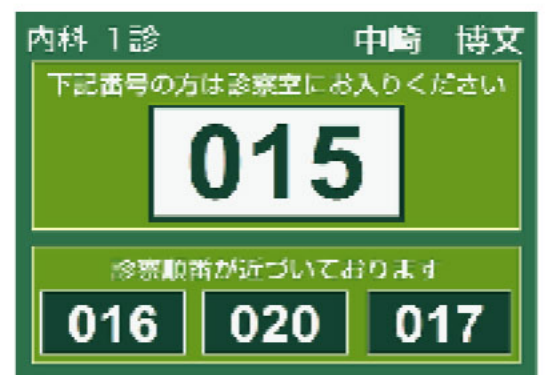 内科 1診 中崎 博文
下記番号の方は診察室にお入りください
015
診察順番が近づいております
016 020 017